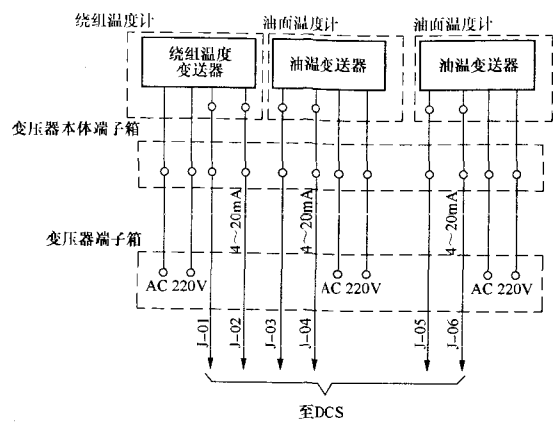 绕组温度计
油面温度计
油面温度计
绕组温度
变送器
油温变送器
油温变送器
变压器本体端子箱
4～20mA
4～20mA
4～20mA
变压器端子箱
AC 220V
AC 220V
AC 220V
J-01
J-02
J-03
J-04
J-05
J-06
至DCS